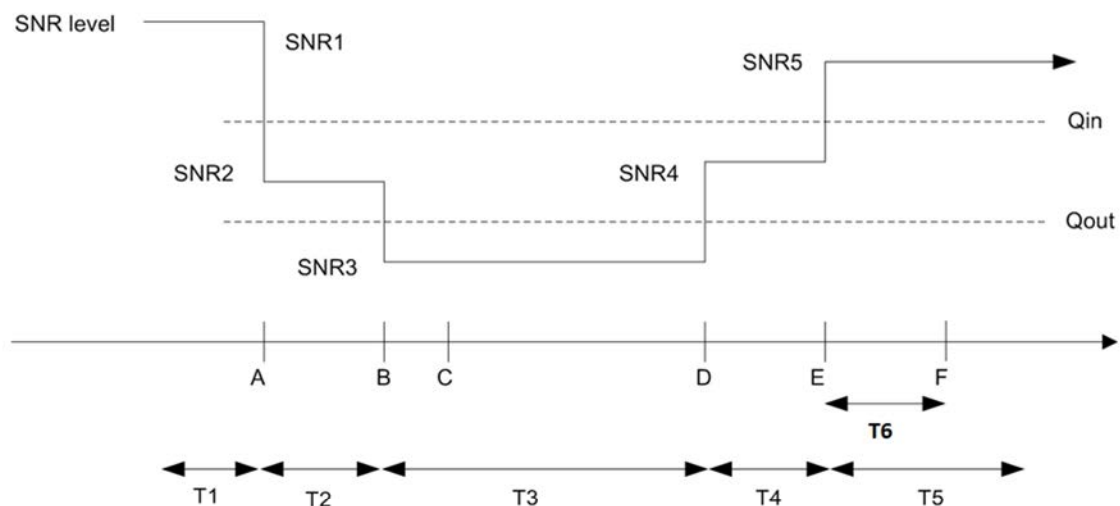 SNR level
SNR1
SNR5
Qin
SNR2
SNR4
Qout
SNR3
A B C D E F
T6
T1 T2 T3 T4 T5